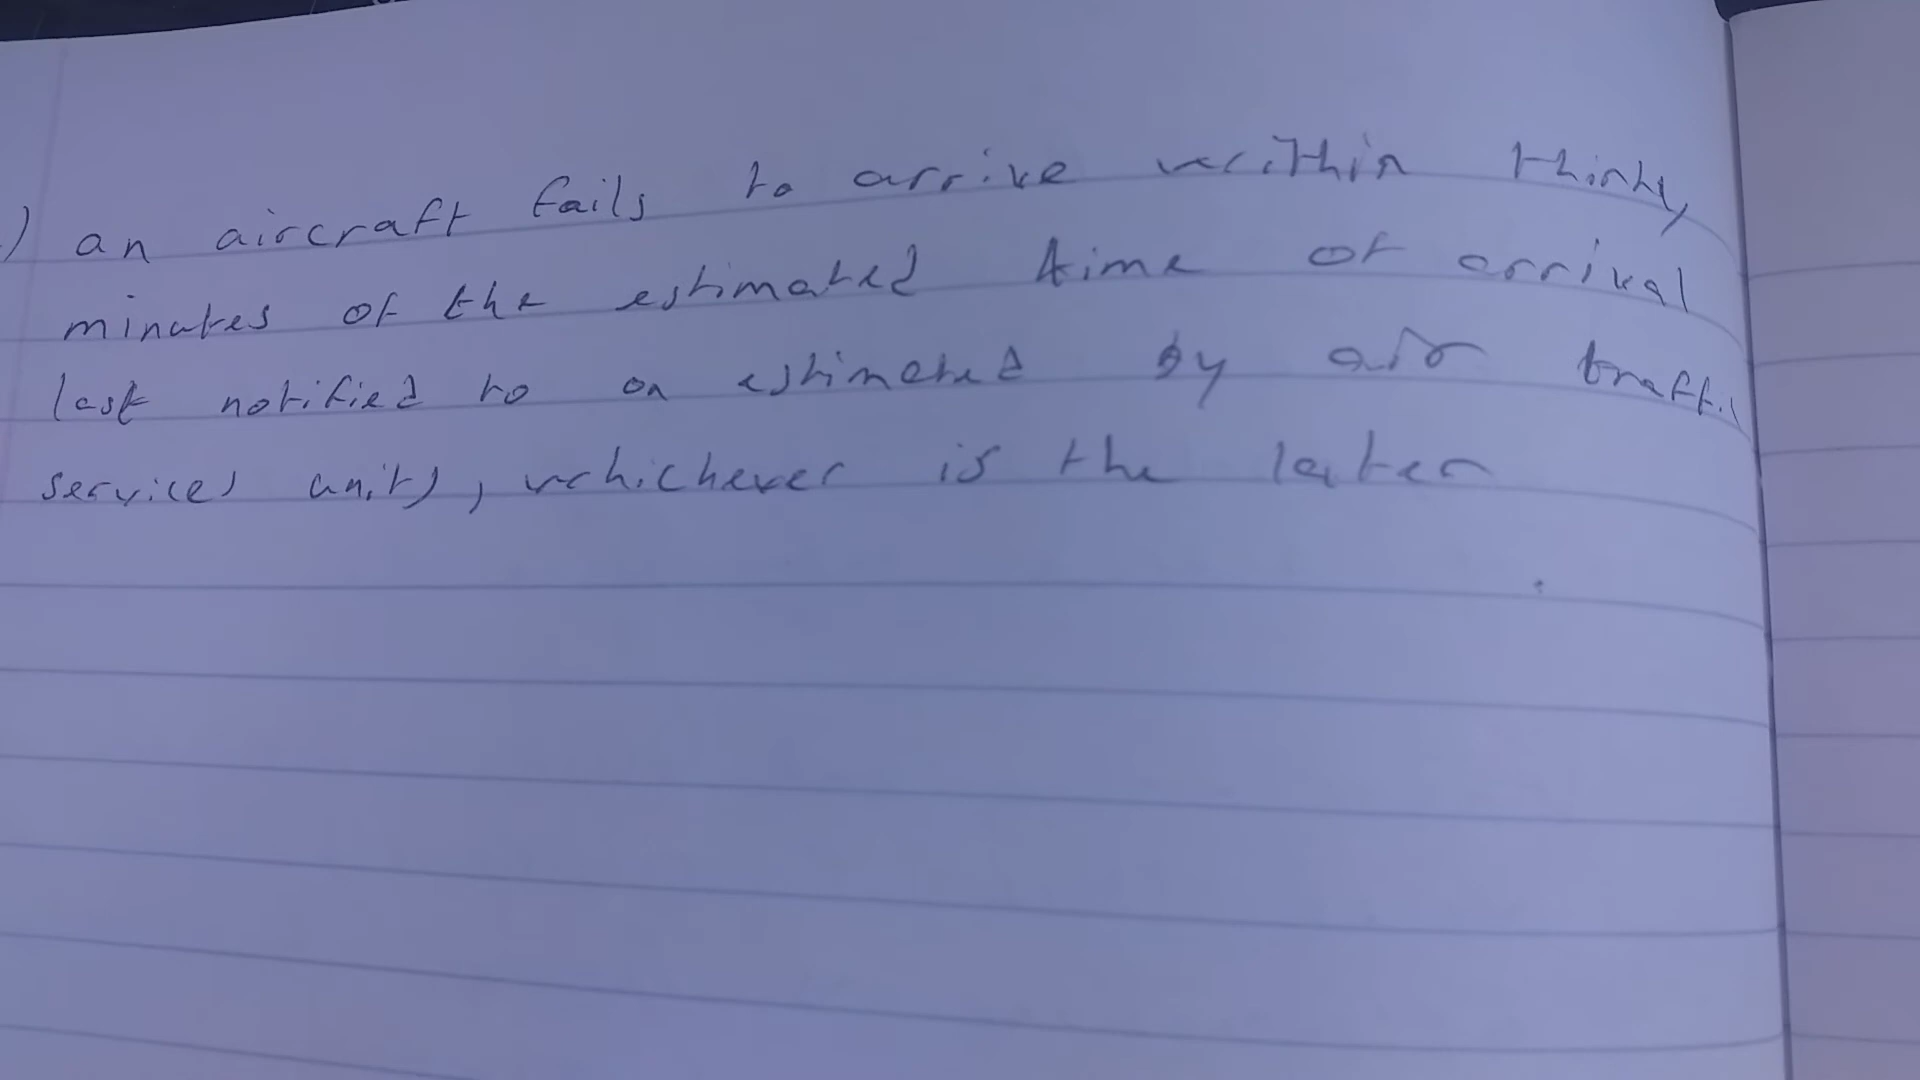 ) an aircraft fails to arrive within thirty
minutes of the estimated time of arrival
last notified to or estimated by air traffic
services units, whichever is the later